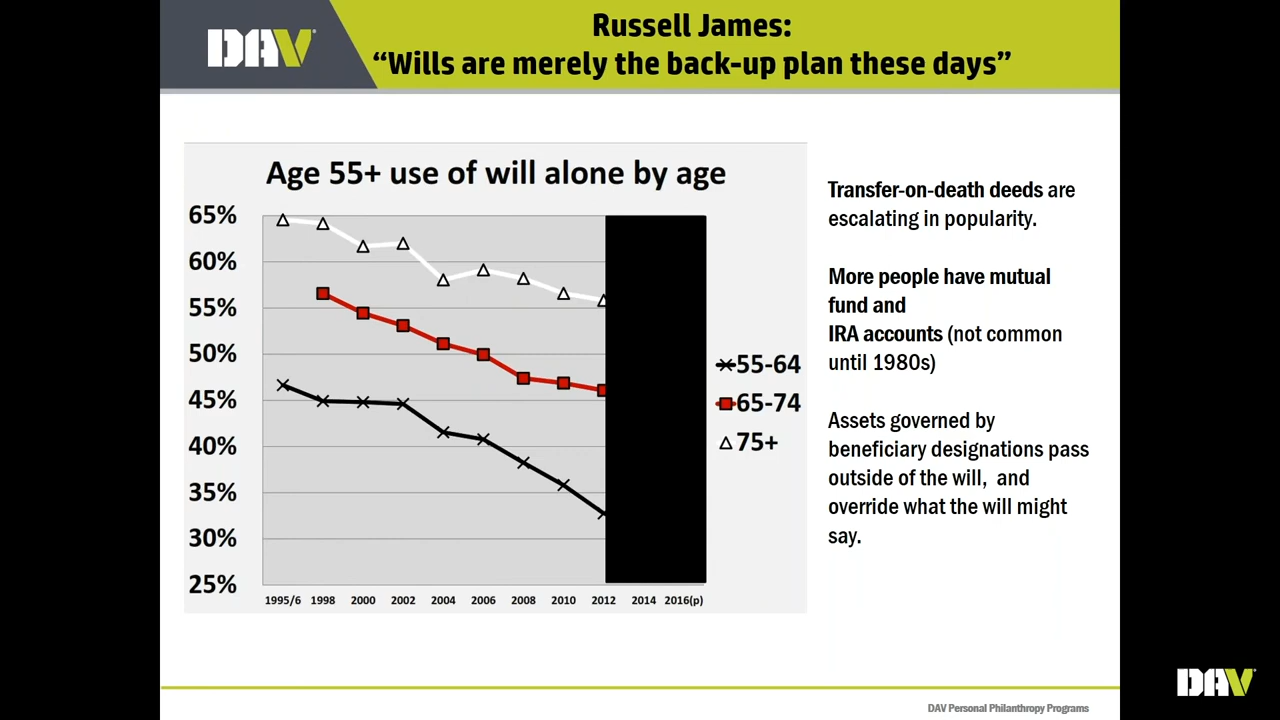 DAV
Russell James:
“Wills are merely the back-up plan these days”
Age 55+ use of will alone by age
65%
60%
55%
50%
45%
40%
35%
30%
25%
1995/6 1998 2000 2002 2004 2006 2008 2010 2012 2014 2016(p)
55-64
65-74
75+
Transfer-on-death deeds are
escalating in popularity.
More people have mutual
fund and
IRA accounts (not common
until 1980s)
Assets governed by
beneficiary designations pass
outside of the will, and
override what the will might
say.
DAV
DAV Personal Philanthropy Programs